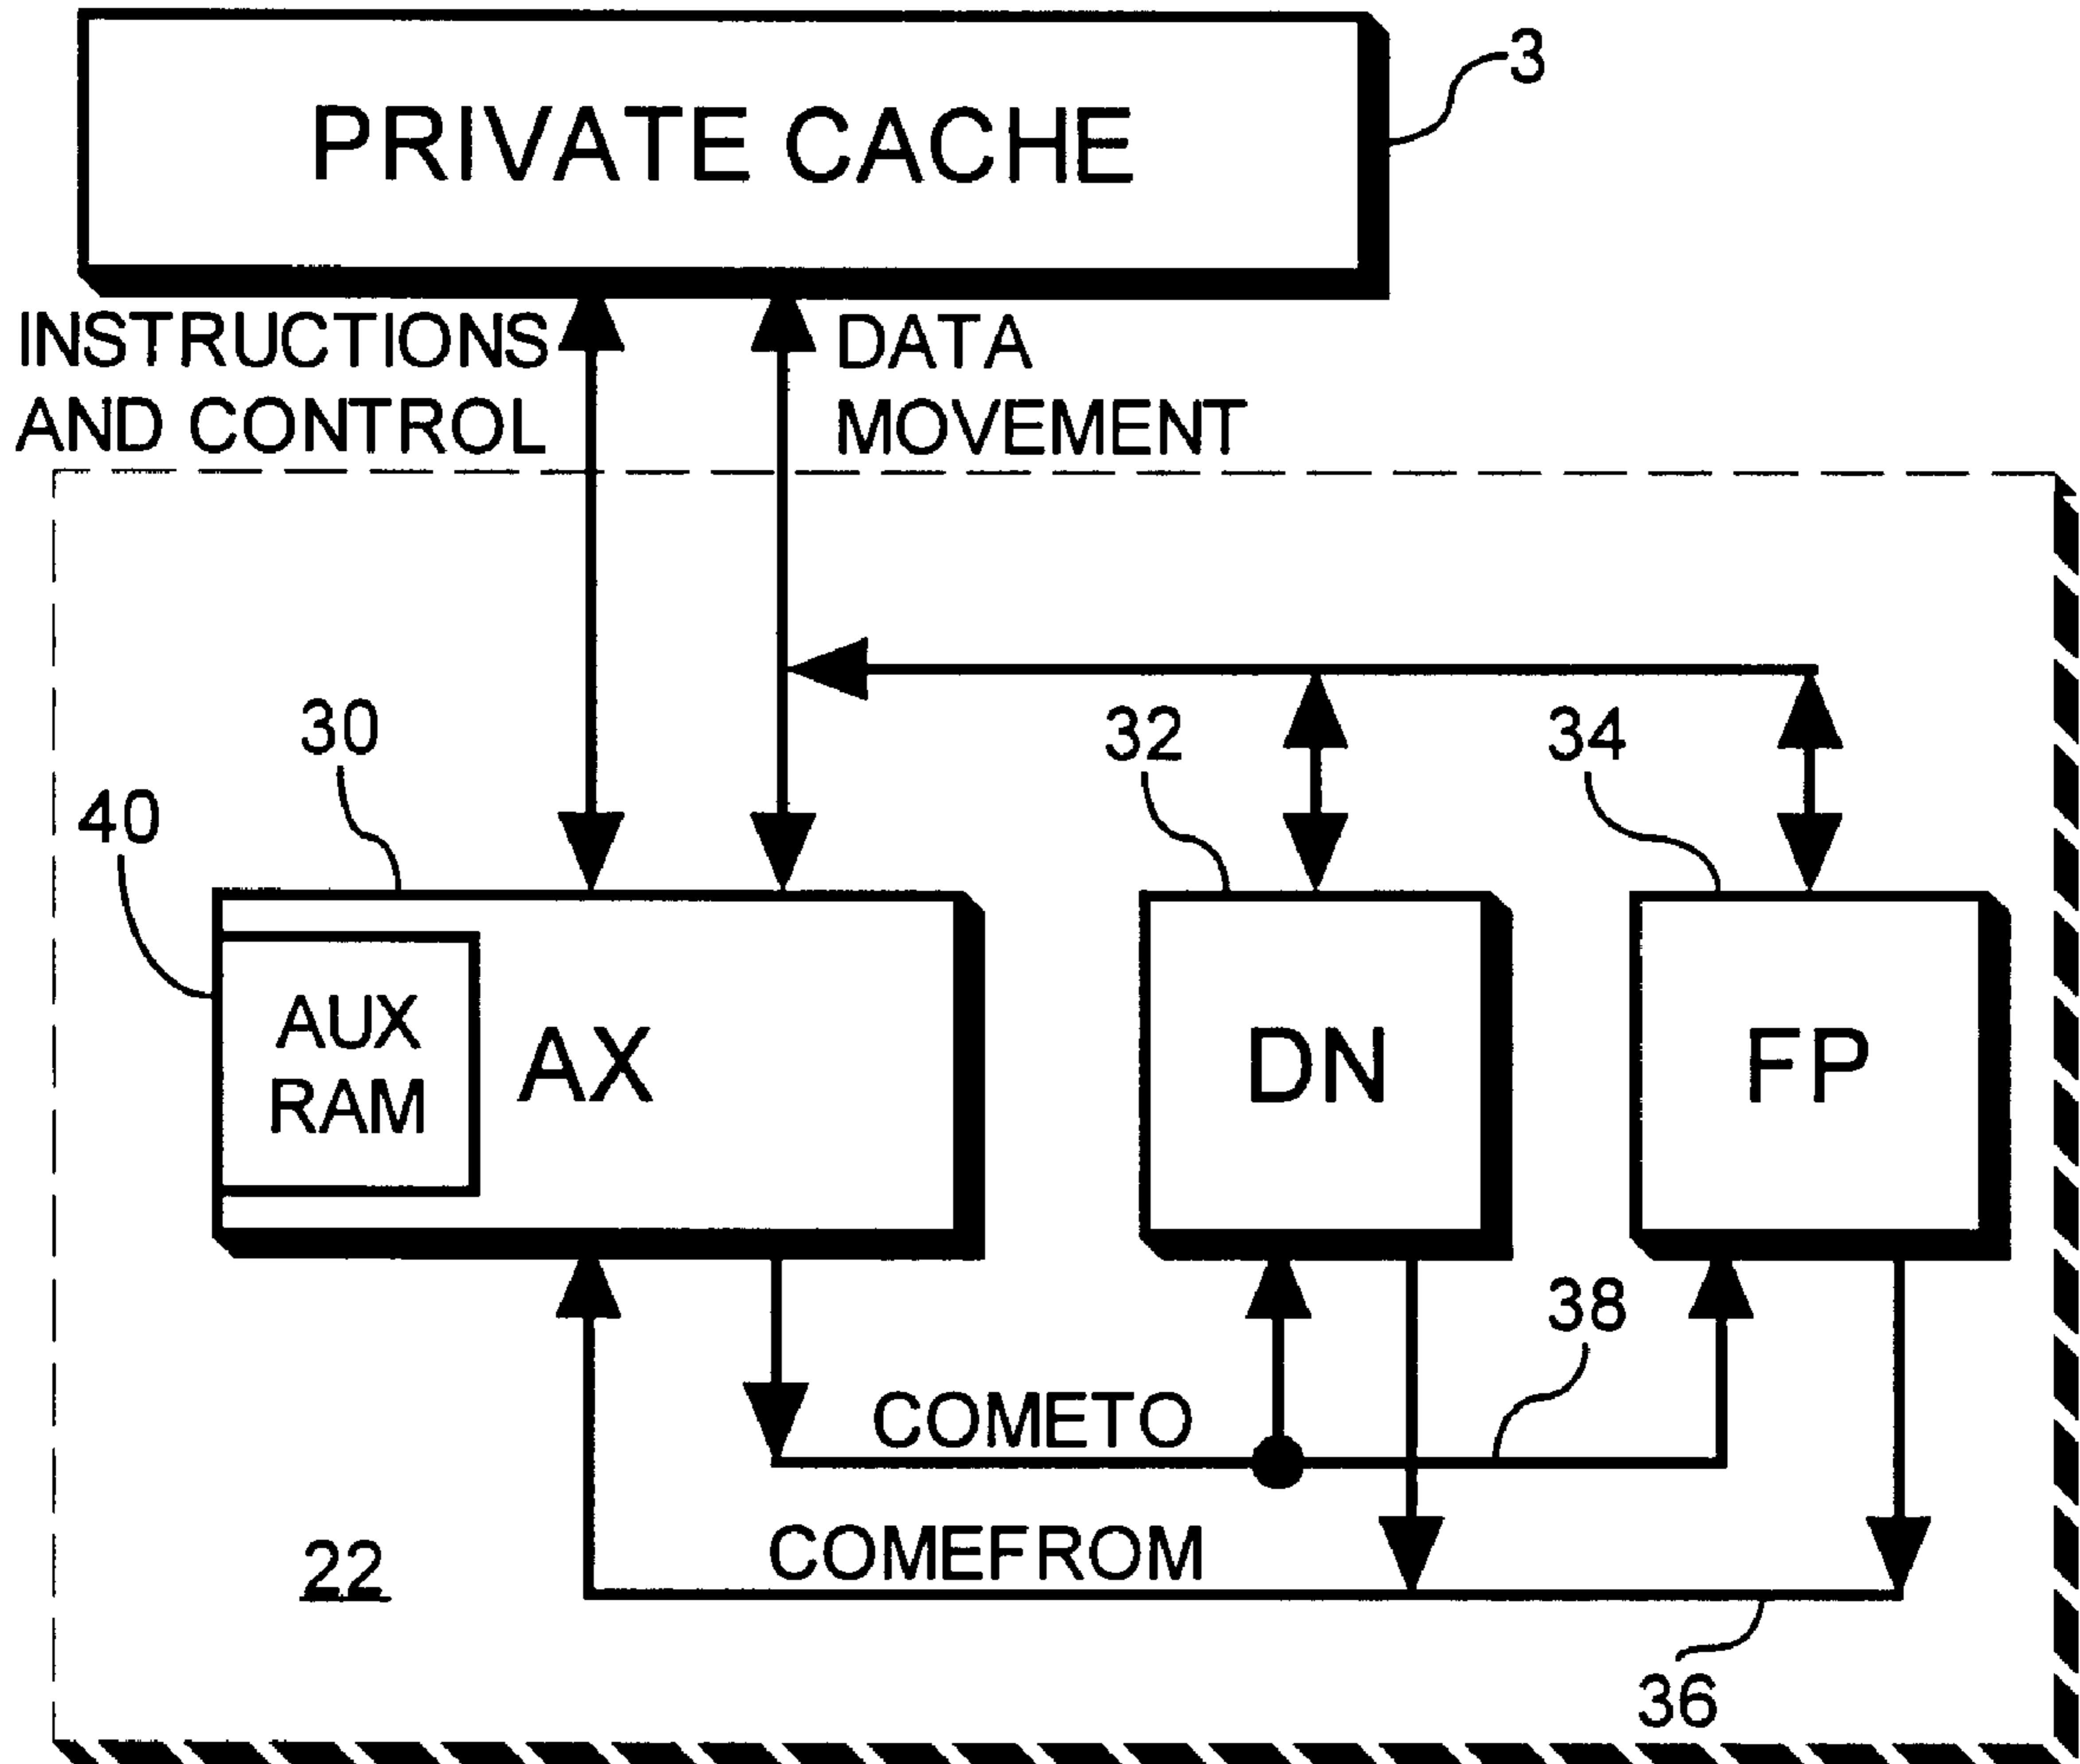 PRIVATE CACHE
3
INSTRUCTIONS
AND CONTROL
DATA
MOVEMENT
30
32
34
40
AUX
RAM
AX
DN
FP
38
COMETO
COMEFROM
22
36